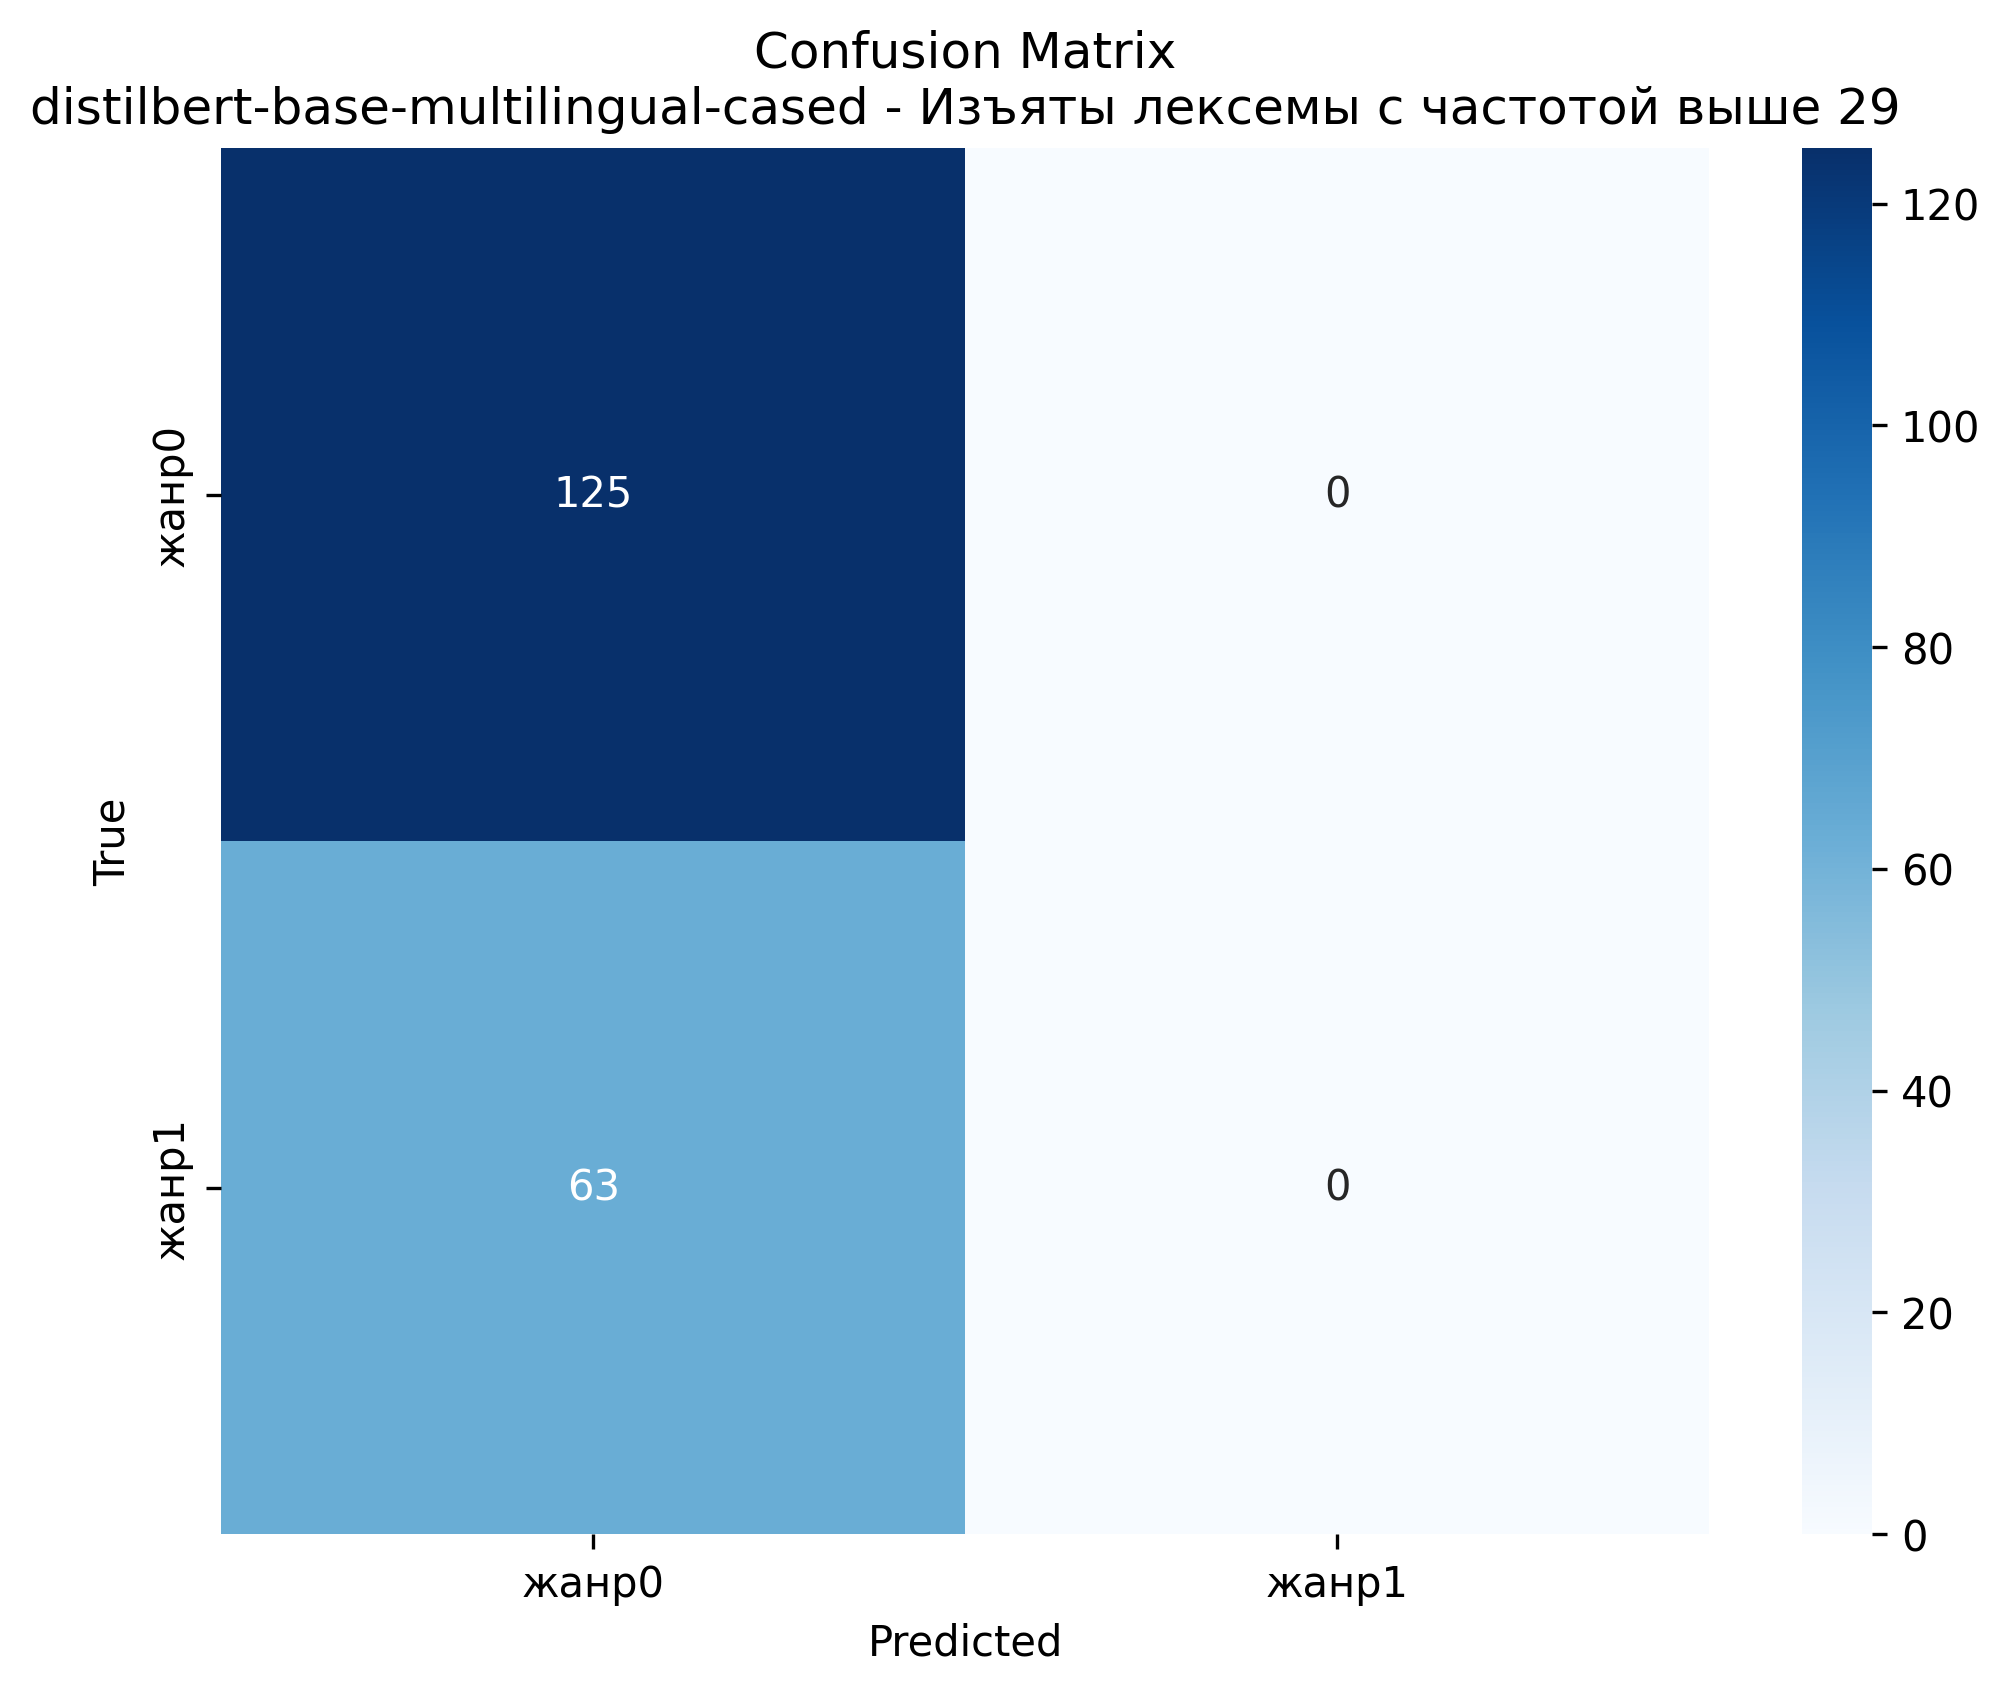 Confusion Matrix
distilbert-base-multilingual-cased - Изъяты лексемы с частотой выше 29
True
жанр0
жанр1
125
0
63
0
жанр0
жанр1
Predicted
120
100
80
60
40
20
0